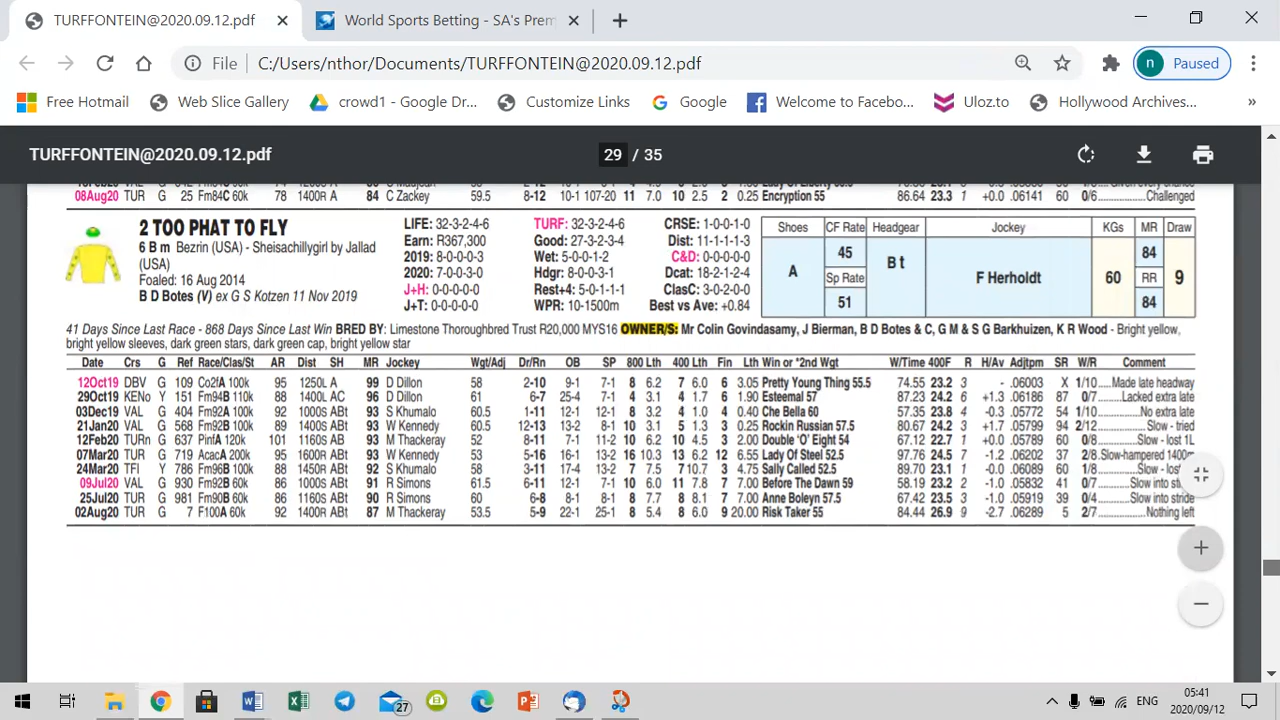 TURFFONTEIN@2020.09.12.pdf
World Sports Betting - SA's Prem
File C:/Users/nthor/Documents/TURFFONTEIN@2020.09.12.pdf
n Paused
Free Hotmail Web Slice Gallery crowd1 - Google Dr... Customize Links Google Welcome to Facebo... Uloz.to Hollywood Archives... »
TURFFONTEIN@2020.09.12.pdf 29 / 35
08Aug20 TUR G 25 Fm84C 60k 78 1400R A 84 C Zackey 59.5 8-12 10-1 107-20 11 7.0 10 2.5 2 0.25 Encryption 55 86.64 23.3 1 +0.0 .06141 60 0/6 Challenged
2 TOO PHAT TO FLY
6 B m Bezrin (USA) - Sheisachillygirl by Jallad
(USA)
Foaled: 16 Aug 2014
B D Botes (V) ex G S Kotzen 11 Nov 2019
LIFE: 32-3-2-4-6 TURF: 32-3-2-4-6 CRSE: 1-0-0-1-0
Earn: R367,300 Good: 27-3-2-3-4 Dist: 11-1-1-1-3
2019: 8-0-0-0-3 Wet: 5-0-0-1-2 C&D: 0-0-0-0-0
2020: 7-0-0-3-0 Hdgr: 8-0-0-3-1 Dcat: 18-2-1-2-4
J+H: 0-0-0-0-0 Rest+4: 5-0-1-1-1 ClasC: 3-0-2-0-0
J+T: 0-0-0-0-0 WPR: 10-1500m Best vs Ave: +0.84
Shoes CF Rate Headgear Jockey KGs MR Draw
A 45 B t F Herholdt 60 84 9
Sp Rate RR
51 84
41 Days Since Last Race - 868 Days Since Last Win BRED BY: Limestone Thoroughbred Trust R20,000 MYS16 OWNER/S: Mr Colin Govindasamy, J Bierman, B D Botes & C, G M & S G Barkhuizen, K R Wood - Bright yellow,
bright yellow sleeves, dark green stars, dark green cap, bright yellow star
Date Crs G Ref Race/Clas/St AR Dist SH MR Jockey Wgt/Adj Dr/Rn OB SP 800 Lth 400 Lth Fin Lth Win or *2nd Wgt W/Time 400F R H/Av Adjtpm SR W/R Comment
12Oct19 DBV G 109 Co2fA 100k 95 1250L A 99 D Dillon 58 2-10 9-1 7-1 8 6.2 7 6.0 6 3.05 Pretty Young Thing 55.5 74.55 23.2 3 - .06003 X 1/10 ....Made late headway
29Oct19 KENo Y 151 Fm94B 110k 88 1400L AC 96 D Dillon 61 6-7 25-4 7-1 4 3.1 4 1.7 6 1.90 Esteemal 57 87.23 24.2 6 +1.3 .06186 87 0/7 .......Lacked extra late
03Dec19 VAL G 404 Fm92A 100k 92 1000S ABt 93 S Khumalo 60.5 1-11 12-1 12-1 8 3.2 4 1.0 4 0.40 Che Bella 60 57.35 23.8 4 -0.3 .05772 54 1/10 ............No extra late
21Jan20 VAL G 568 Fm92B 100k 89 1400S ABt 93 W Kennedy 60.5 12-13 13-2 9-1 10 3.1 5 1.3 3 0.25 Rockin Russian 57.5 80.67 24.2 3 +1.7 .05799 94 2/12 ..............Slow - tried
12Feb20 TURn G 637 PinfA 120k 101 1160S AB 93 M Thackeray 52 8-11 7-1 11-2 10 6.2 10 4.5 3 2.00 Double 'O' Eight 54 67.12 22.7 1 +0.0 .05789 60 0/8 .............Slow - lost 1L
07Mar20 TUR G 719 AcacA 200k 95 1600R AB 93 W Kennedy 53 5-16 16-1 13-2 16 10.3 13 6.2 12 6.55 Lady Of Steel 52.5 97.76 24.5 7 -1.2 .06202 37 2/8 ..Slow-hampered 1400m
24Mar20 TFI Y 786 Fm96B 100k 88 1450R ABt 92 S Khumalo 58 3-11 17-4 13-2 7 7.5 7 10.7 3 4.75 Sally Called 52.5 89.70 23.1 1 -0.0 .06089 60 1/8 .............Slow - los
09Jul20 VAL G 930 Fm92B 60k 86 1000S ABt 91 R Simons 61.5 6-11 12-1 7-1 10 6.0 11 7.8 7 7.00 Before The Dawn 59 58.19 23.2 2 -1.0 .05832 41 0/7 ............Slow into s
25Jul20 TUR G 981 Fm90B 60k 86 1160S ABt 90 R Simons 60 6-8 8-1 8-1 8 7.7 8 8.1 7 7.00 Anne Boleyn 57.5 67.42 23.5 3 -1.0 .05919 39 0/4 ..........Slow into stride
02Aug20 TUR G 7 F100A 60k 32 1400R ABt 87 M Thackeray 53.5 5-9 22-1 25-1 8 5.4 8 6.0 9 20.00 Risk Taker 55 84.44 26.9 9 -2.7 .06289 5 2/7 ................Nothing left
27
ENG
05:41
2020/09/12